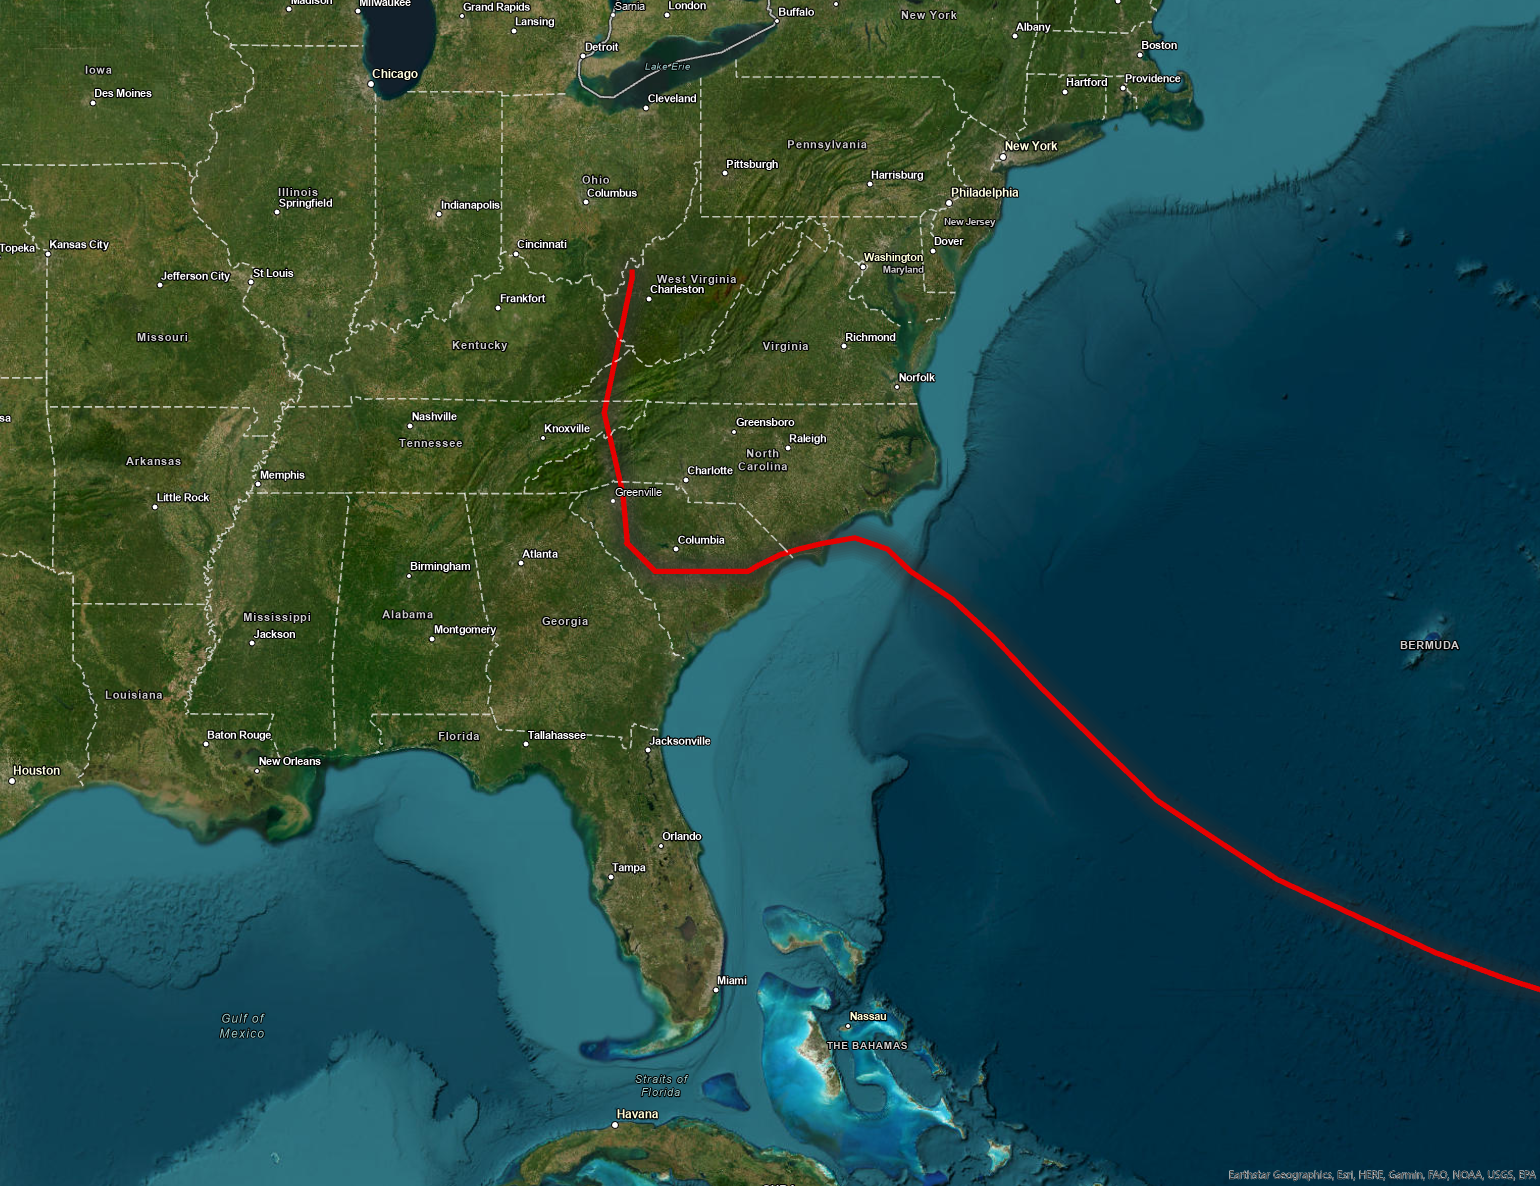 Madison
Milwaukee
Grand Rapids
Lansing
Sarnia
London
Buffalo
New York
Albany
Boston
Detroit
Lake Erie
Iowa
Chicago
Des Moines
Cleveland
Hartford
Providence
Pennsylvania
New York
Pittsburgh
Harrisburg
Ohio
Columbus
Illinois
Springfield
Indianapolis
Philadelphia
New Jersey
Topeka
Kansas City
Cincinnati
Dover
Washington
Maryland
Jefferson City
St Louis
West Virginia
Charleston
Frankfort
Missouri
Kentucky
Virginia
Richmond
Norfolk
sa
Nashville
Tennessee
Knoxville
Greensboro
Raleigh
North
Carolina
Arkansas
Memphis
Charlotte
Little Rock
Greenville
Columbia
Atlanta
Birmingham
Mississippi
Alabama
Georgia
Jackson
Montgomery
BERMUDA
Louisiana
Baton Rouge
Florida
Tallahassee
Jacksonville
New Orleans
Houston
Orlando
Tampa
Miami
Gulf of
Mexico
Nassau
THE BAHAMAS
Straits of
Florida
Havana
Earthstar Geographics, Esri, HERE, Garmin, FAO, NOAA, USGS, EPA